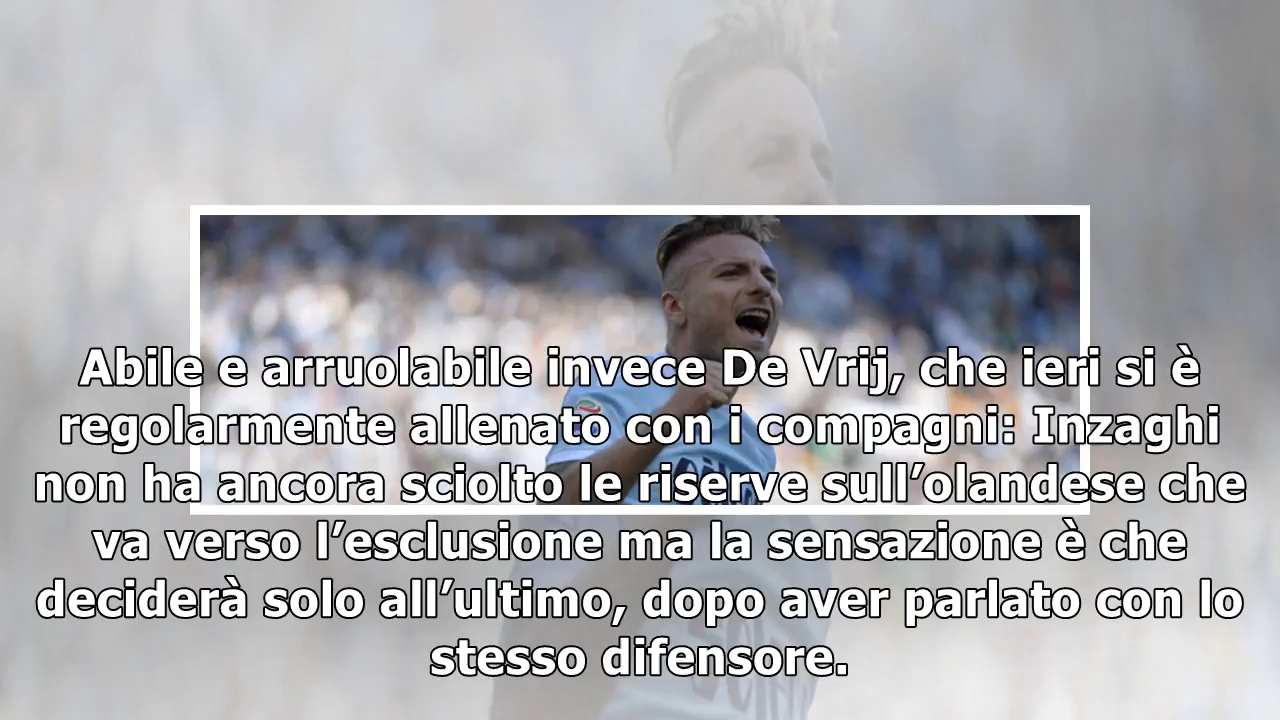 Abile e arruolabile invece De Vrij, che ieri si è
regolarmente allenato con i compagni: Inzaghi
non ha ancora sciolto le riserve sull’olandese che
va verso l’esclusione ma la sensazione è che
deciderà solo all’ultimo, dopo aver parlato con lo
stesso difensore.